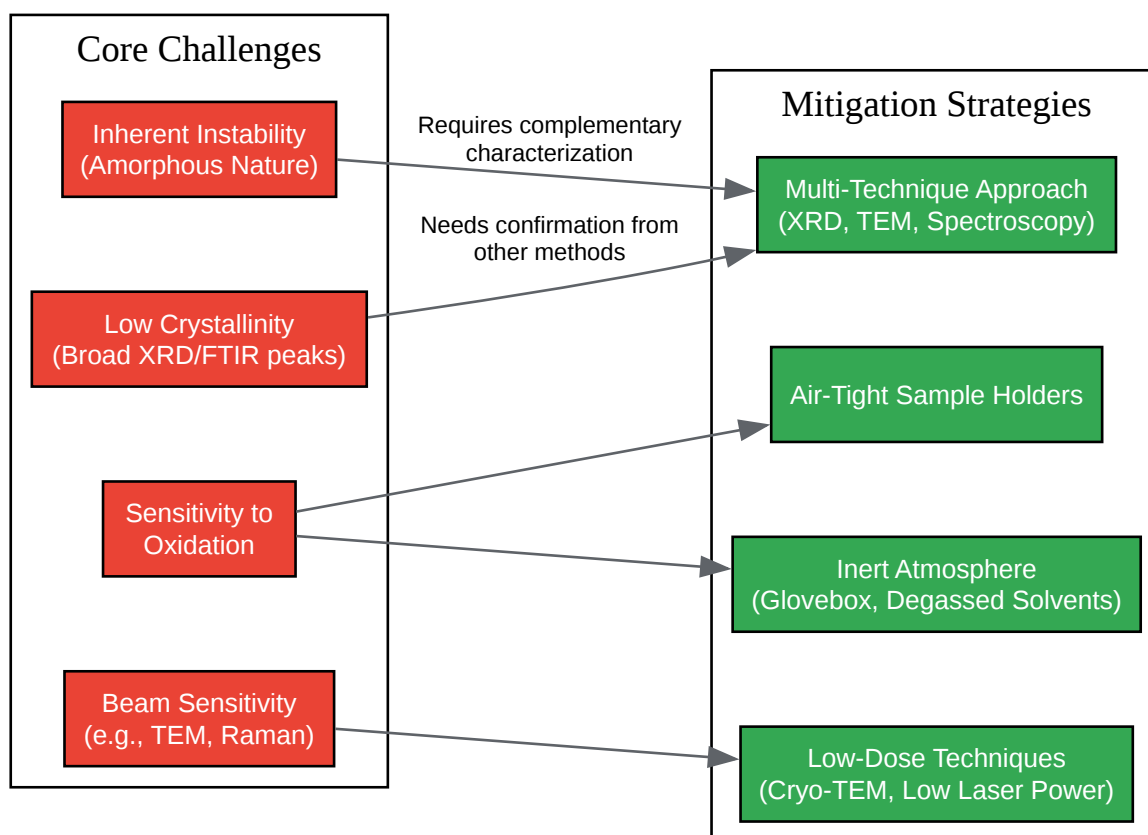 Core Challenges
Inherent Instability
(Amorphous Nature)
Low Crystallinity
(Broad XRD/FTIR peaks)
Sensitivity to
Oxidation
Beam Sensitivity
(e.g., TEM, Raman)
Requires complementary
characterization
Needs confirmation from
other methods
Mitigation Strategies
Multi-Technique Approach
(XRD, TEM, Spectroscopy)
Air-Tight Sample Holders
Inert Atmosphere
(Glovebox, Degassed Solvents)
Low-Dose Techniques
(Cryo-TEM, Low Laser Power)